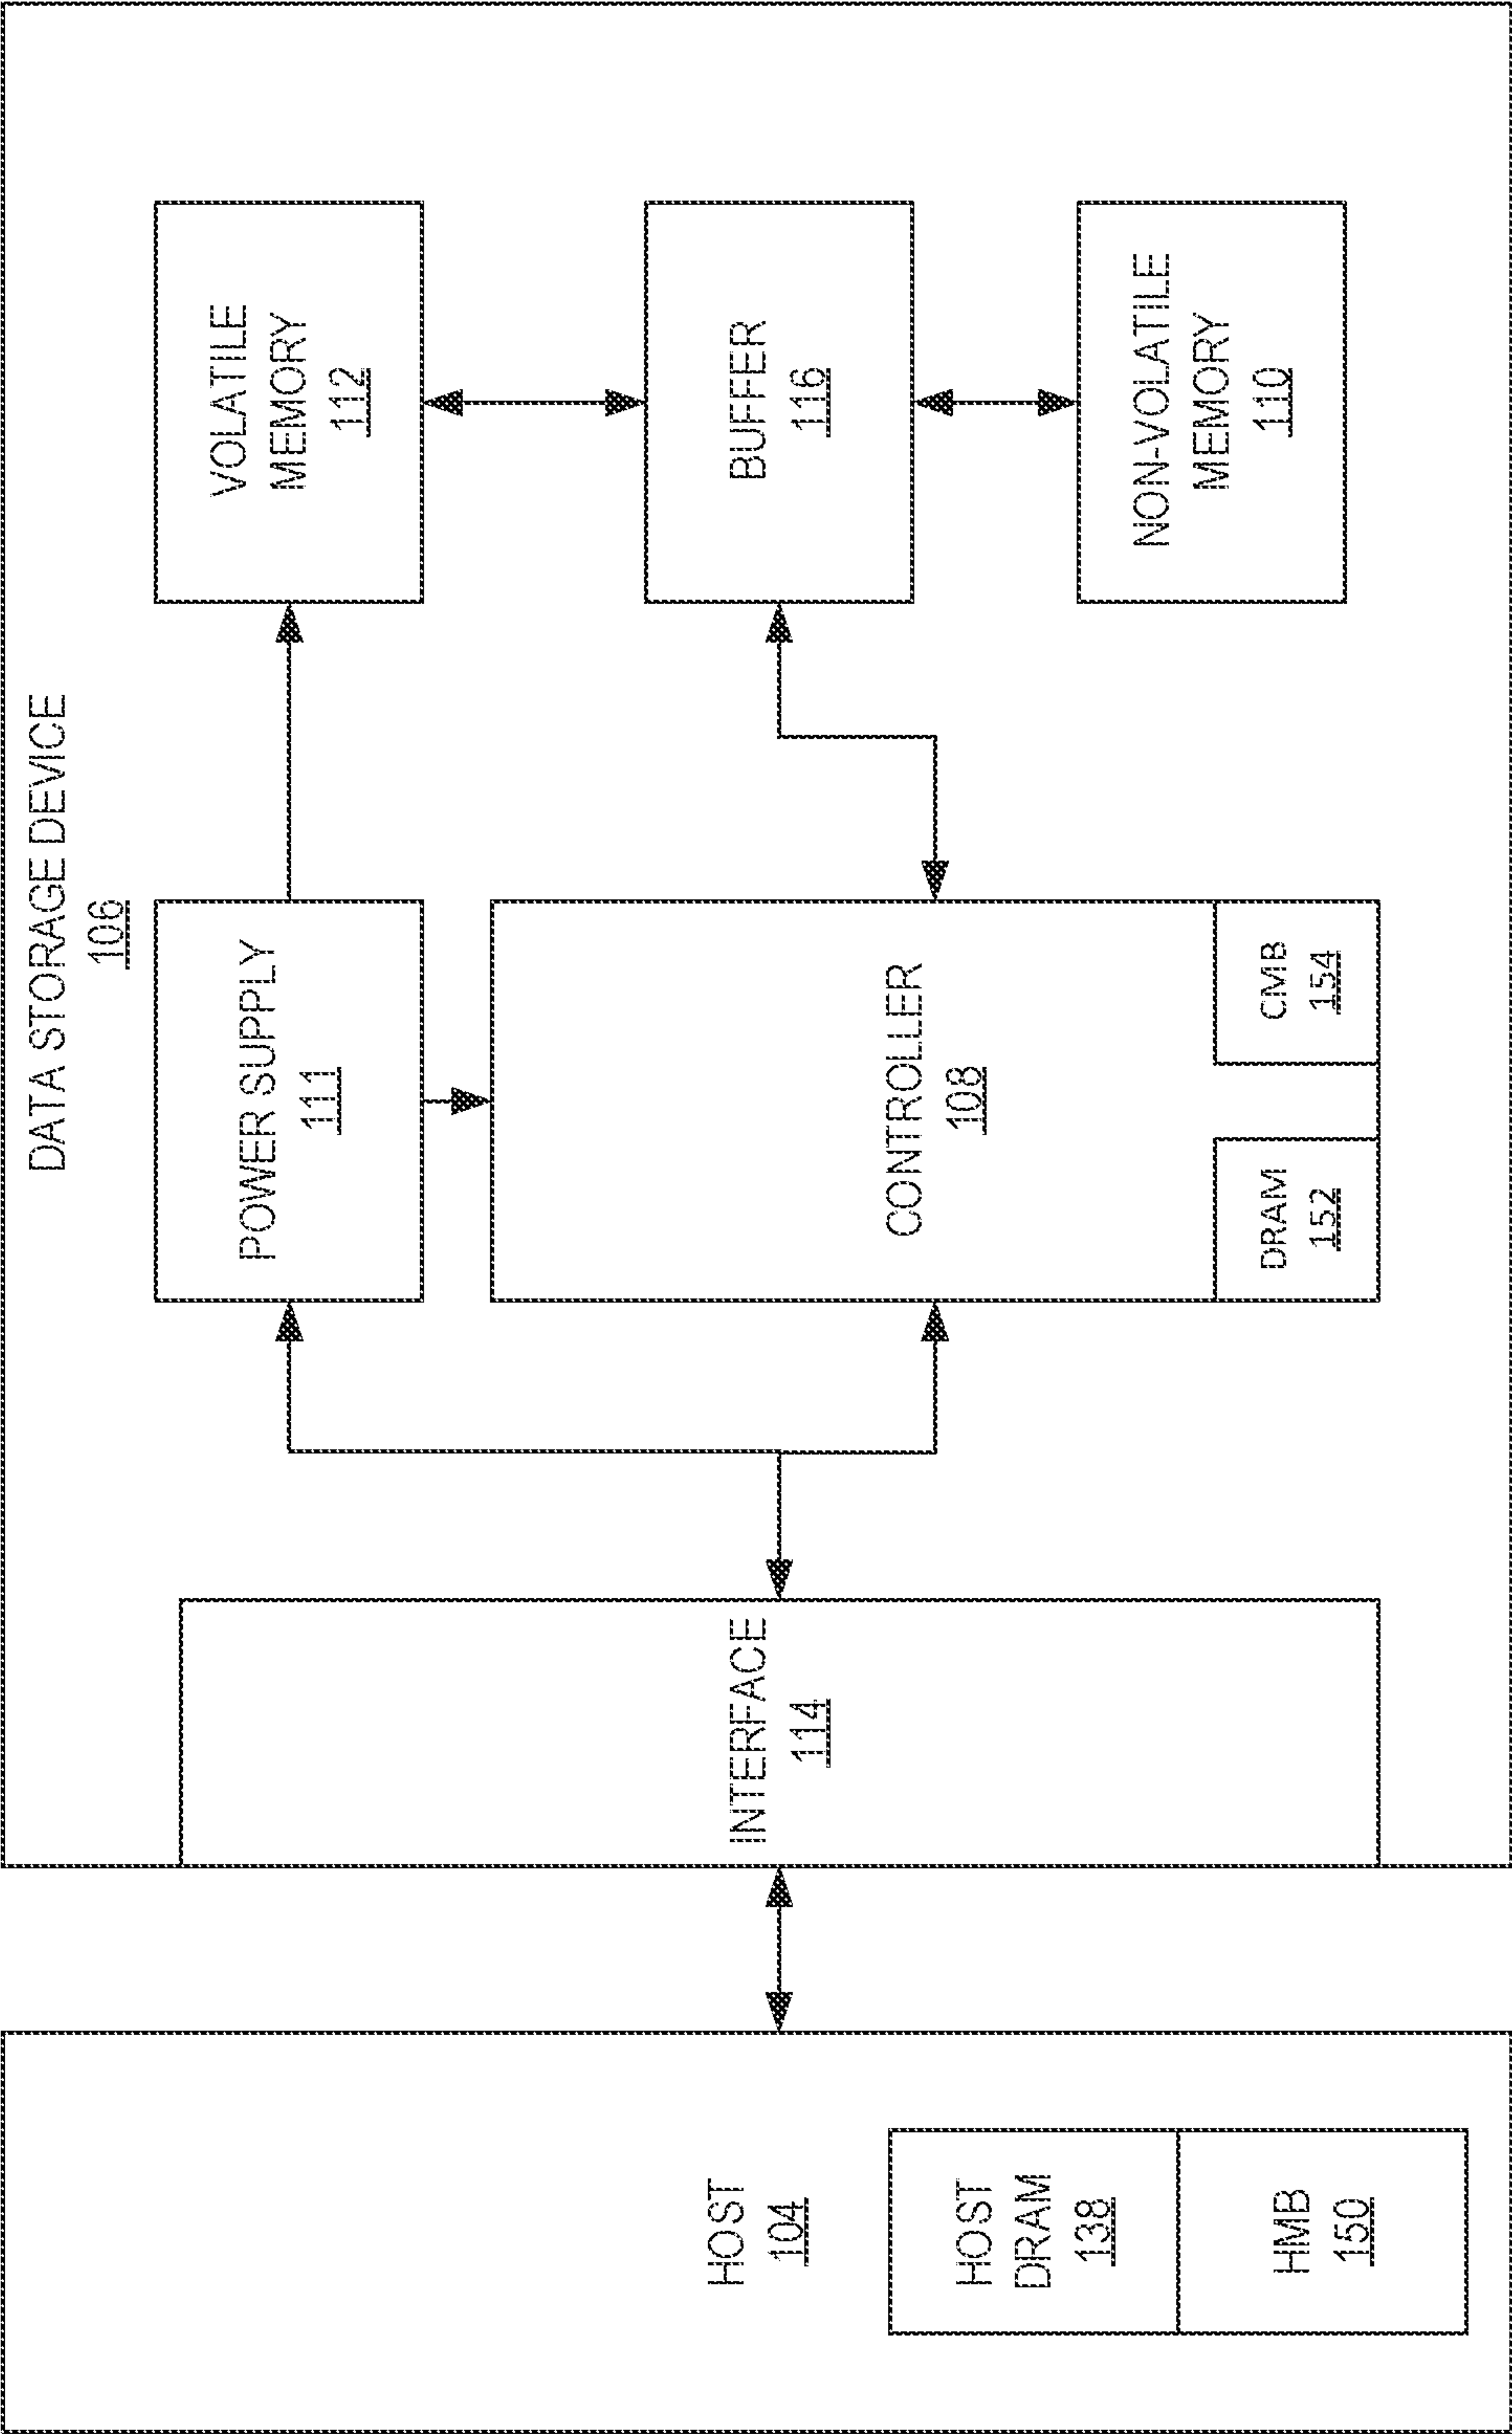 DATA STORAGE DEVICE
106
HOST
104
HOST
DRAM
138
HMB
150
INTERFACE
114
POWER SUPPLY
111
CONTROLLER
108
DRAM
152
CMB
154
VOLATILE
MEMORY
112
BUFFER
116
NON-VOLATILE
MEMORY
110